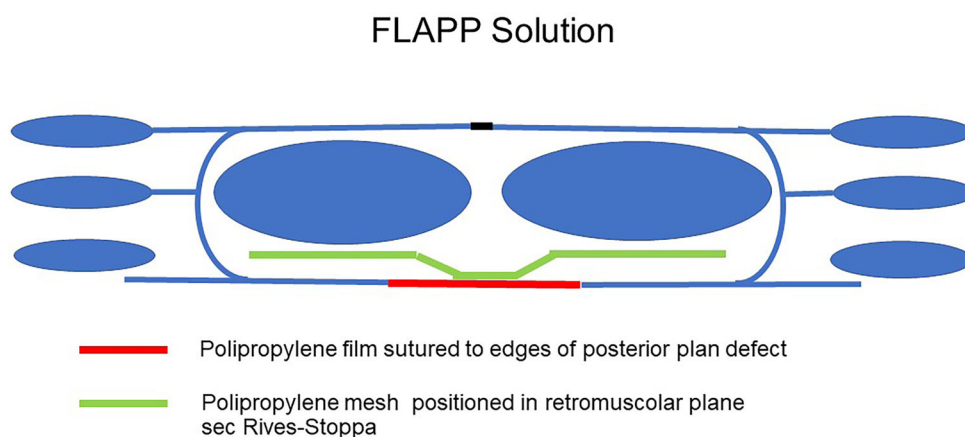 FLAPP Solution
Polipropylene film sutured to edges of posterior plan defect
Polipropylene mesh positioned in retromuscolar plane
sec Rives-Stoppa